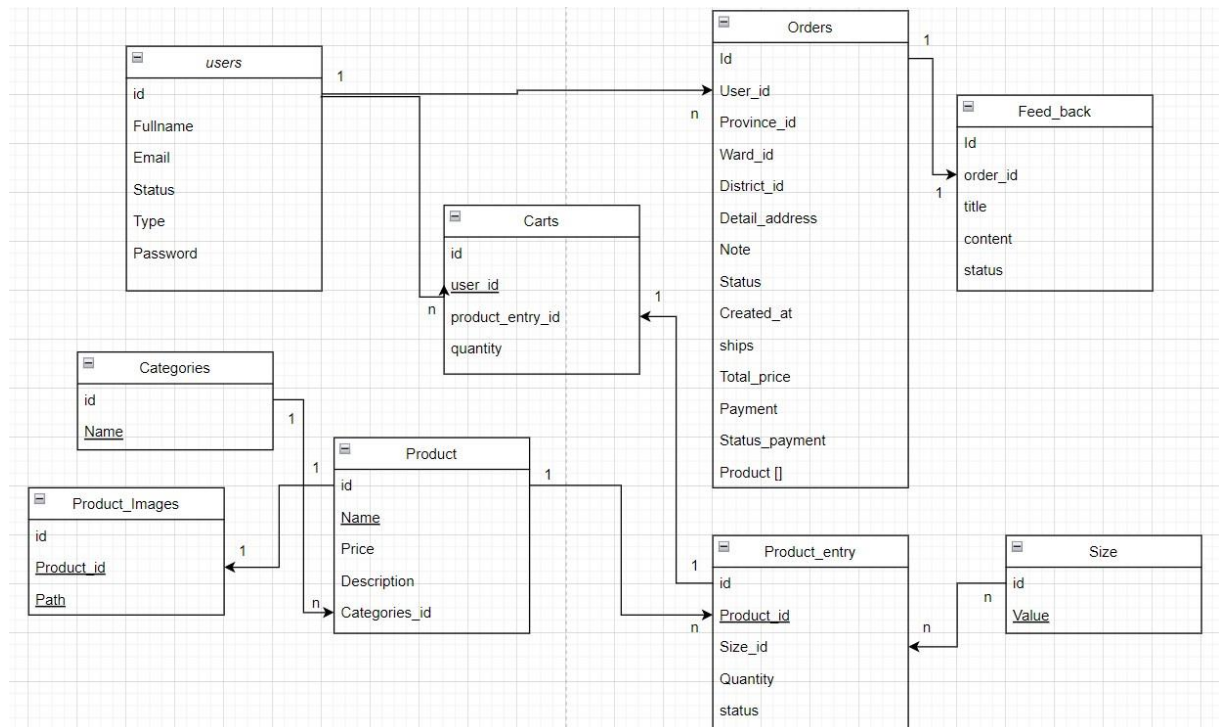 users
id
Fullname
Email
Status
Type
Password
1
n
Orders
Id
User_id
Province_id
Ward_id
District_id
Detail_address
Note
Status
Created_at
ships
Total_price
Payment
Status_payment
Product []
1
1
Feed_back
Id
order_id
title
content
status
Carts
id
user_id
product_entry_id
quantity
n
1
Categories
id
Name
1
n
Product
id
Name
Price
Description
Categories_id
1
1
Product_Images
id
Product_id
Path
1
n
Product_entry
id
Product_id
Size_id
Quantity
status
1
n
n
Size
id
Value